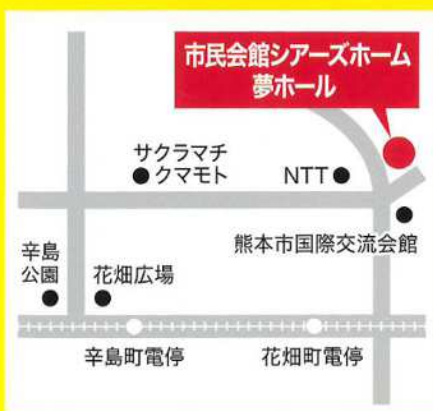 市民会館シアーズホーム
夢ホール
サクラマチ
クマモト
NTT
熊本市国際交流会館
辛島
公園
花畑広場
辛島町電停
花畑町電停